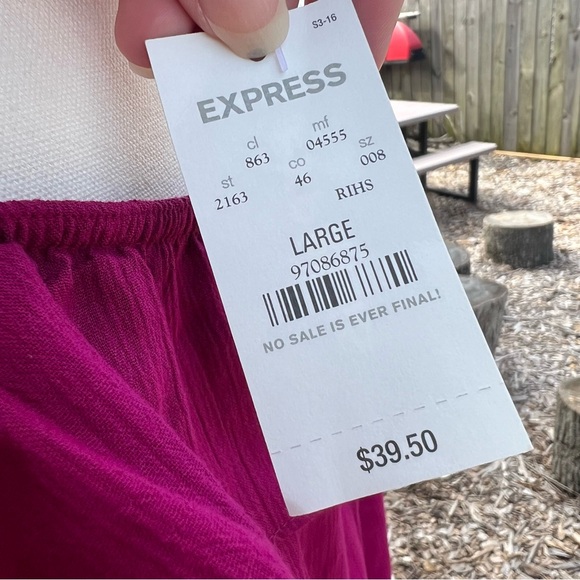 S3-16
EXPRESS
cl mf
863 04555
st co sz
2163 46 008
RIHS
LARGE
97086875
NO SALE IS EVER FINAL!
$39.50